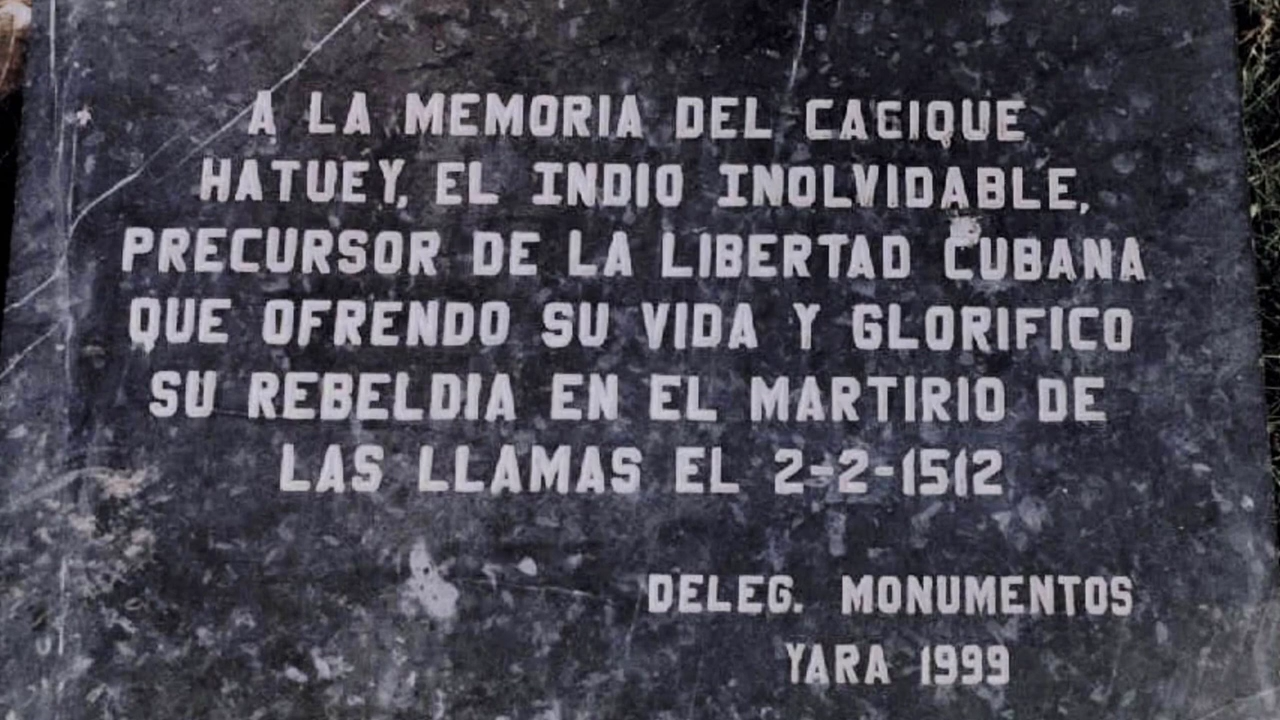 A LA MEMORIA DEL CACIQUE
HATUEY, EL INDIO INOLVIDABLE,
PRECURSOR DE LA LIBERTAD CUBANA
QUE OFRENDO SU VIDA Y GLORIFICO
SU REBELDIA EN EL MARTIRIO DE
LAS LLAMAS EL 2-2-1512
DELEG. MONUMENTOS
YARA 1999